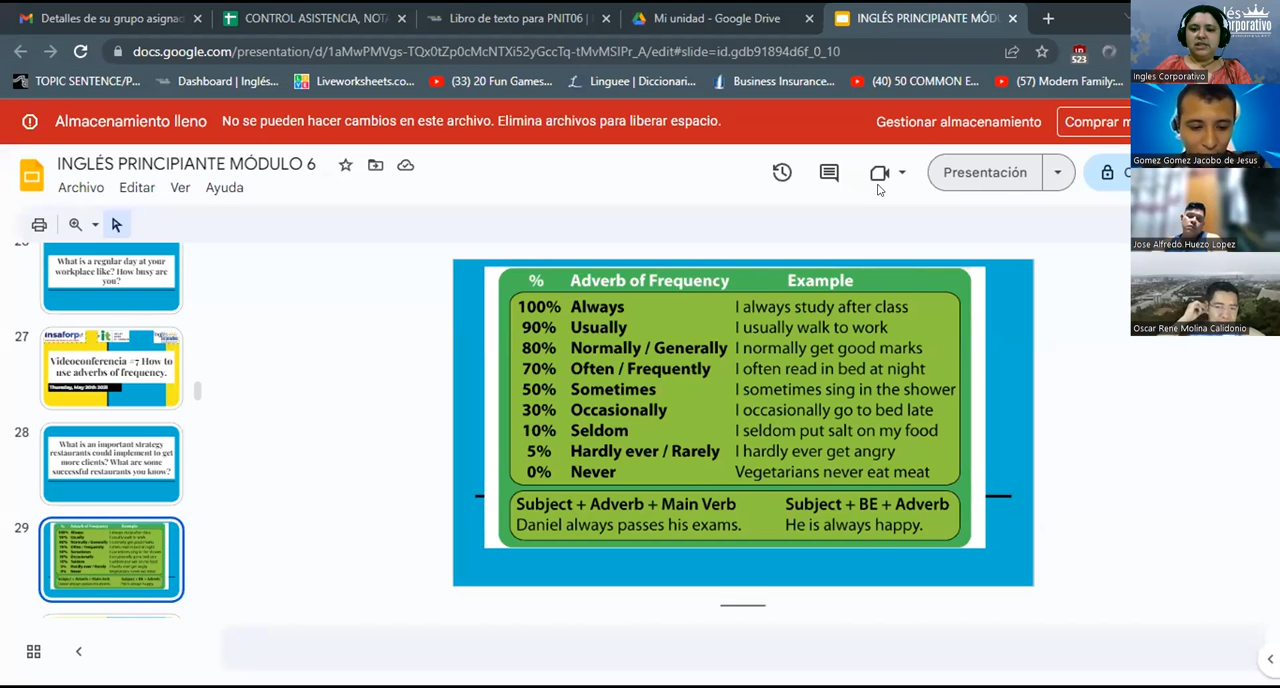 Detalles de su grupo asignad
CONTROL ASISTENCIA, NOTA
Libro de texto para PNIT06 |
Mi unidad - Google Drive
INGLÉS PRINCIPIANTE MÓDU
docs.google.com/presentation/d/1aMwPMVgs-TQx0tZp0cMcNTXi52yGccTq-tMvMSlPr_A/edit#slide=id.gdb91894d6f_0_10
523
TOPIC SENTENCE/P...
Dashboard | Inglés...
Liveworksheets.co...
(33) 20 Fun Games...
Linguee | Diccionari...
Business Insurance...
(40) 50 COMMON E...
(57) Modern Family:...
Almacenamiento lleno
No se pueden hacer cambios en este archivo. Elimina archivos para liberar espacio.
Gestionar almacenamiento
Comprar m
INGLÉS PRINCIPIANTE MÓDULO 6
Archivo Editar Ver Ayuda
Presentación
What is a regular day at your
workplace like? How busy are
you?
27
insaforp
Videoconferencia #7 How to
use adverbs of frequency.
Thursday, May 20th 2021
28
What is an important strategy
restaurants could implement to get
more clients? What are some
successful restaurants you know?
29
% Adverb of Frequency Example
100% Always I always study after class
90% Usually I usually walk to work
80% Normally / Generally I normally get good marks
70% Often / Frequently I often read in bed at night
50% Sometimes I sometimes sing in the shower
30% Occasionally I occasionally go to bed late
10% Seldom I seldom put salt on my food
5% Hardly ever / Rarely I hardly ever get angry
0% Never Vegetarians never eat meat
Subject + Adverb + Main Verb Subject + BE + Adverb
Daniel always passes his exams. He is always happy.
Ingles Corporativo
Gomez Gomez Jacobo de Jesus
Jose Alfredo Huezo Lopez
Oscar Rene Molina Calidonio